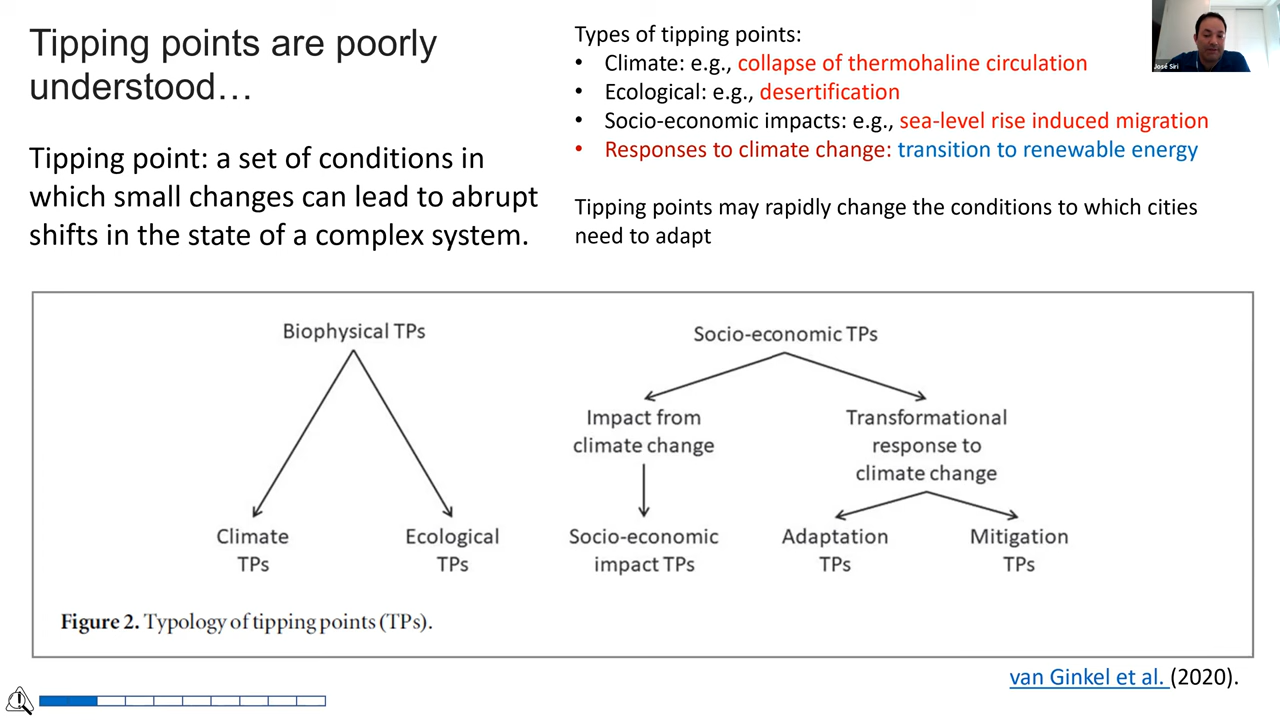 Tipping points are poorly
understood…
Tipping point: a set of conditions in
which small changes can lead to abrupt
shifts in the state of a complex system.
Types of tipping points:
• Climate: e.g., collapse of thermohaline circulation
• Ecological: e.g., desertification
• Socio-economic impacts: e.g., sea-level rise induced migration
• Responses to climate change: transition to renewable energy
Tipping points may rapidly change the conditions to which cities
need to adapt
José Siri
Biophysical TPs
Socio-economic TPs
Impact from
climate change
Transformational
response to
climate change
Climate
TPs
Ecological
TPs
Socio-economic
impact TPs
Adaptation
TPs
Mitigation
TPs
Figure 2. Typology of tipping points (TPs).
van Ginkel et al. (2020).